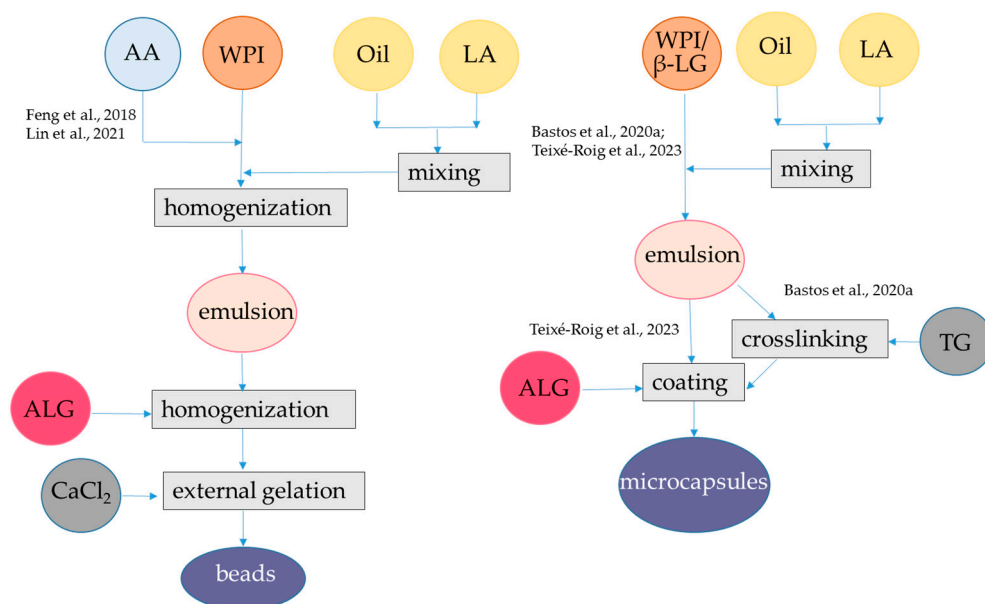 AA
WPI
Oil
LA
Feng et al., 2018
Lin et al., 2021
mixing
homogenization
emulsion
ALG
homogenization
CaCl₂
external gelation
beads
WPI/
β-LG
Oil
LA
Bastos et al., 2020a;
Teixé-Roig et al., 2023
mixing
emulsion
Bastos et al., 2020a
Teixé-Roig et al., 2023
crosslinking
TG
ALG
coating
microcapsules